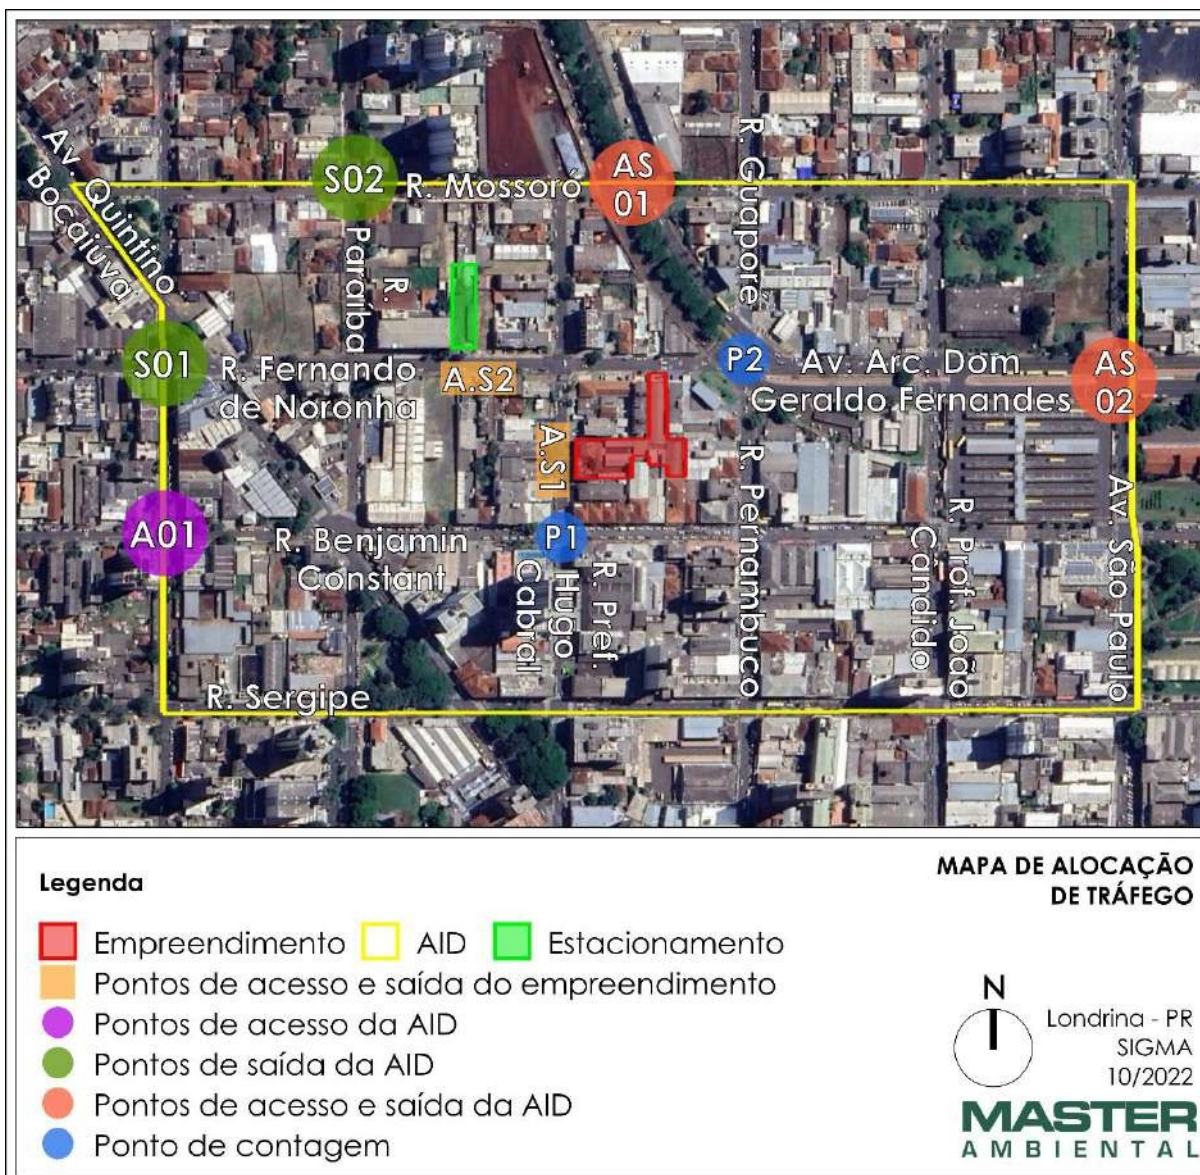 Av. Quintino
Bocaiúva
S02
R. Mossoró
AS
01
R. Guaporé
R.
Paraíba
S01
R. Fernando
de Noronha
A.S2
P2
Av. Arc. Dom
Geraldo Fernandes
AS
02
A.S1
A01
R. Benjamin
Constant
P1
R. Pref.
Hugo
Cabral
R. Pernambuco
R. Prof. João
Cândido
Av. São Paulo
R. Sergipe
Legenda
MAPA DE ALOCAÇÃO
DE TRÁFEGO
Empreendimento
AID
Estacionamento
Pontos de acesso e saída do empreendimento
Pontos de acesso da AID
Pontos de saída da AID
Pontos de acesso e saída da AID
Ponto de contagem
N
Londrina - PR
SIGMA
10/2022
MASTER
AMBIENTAL